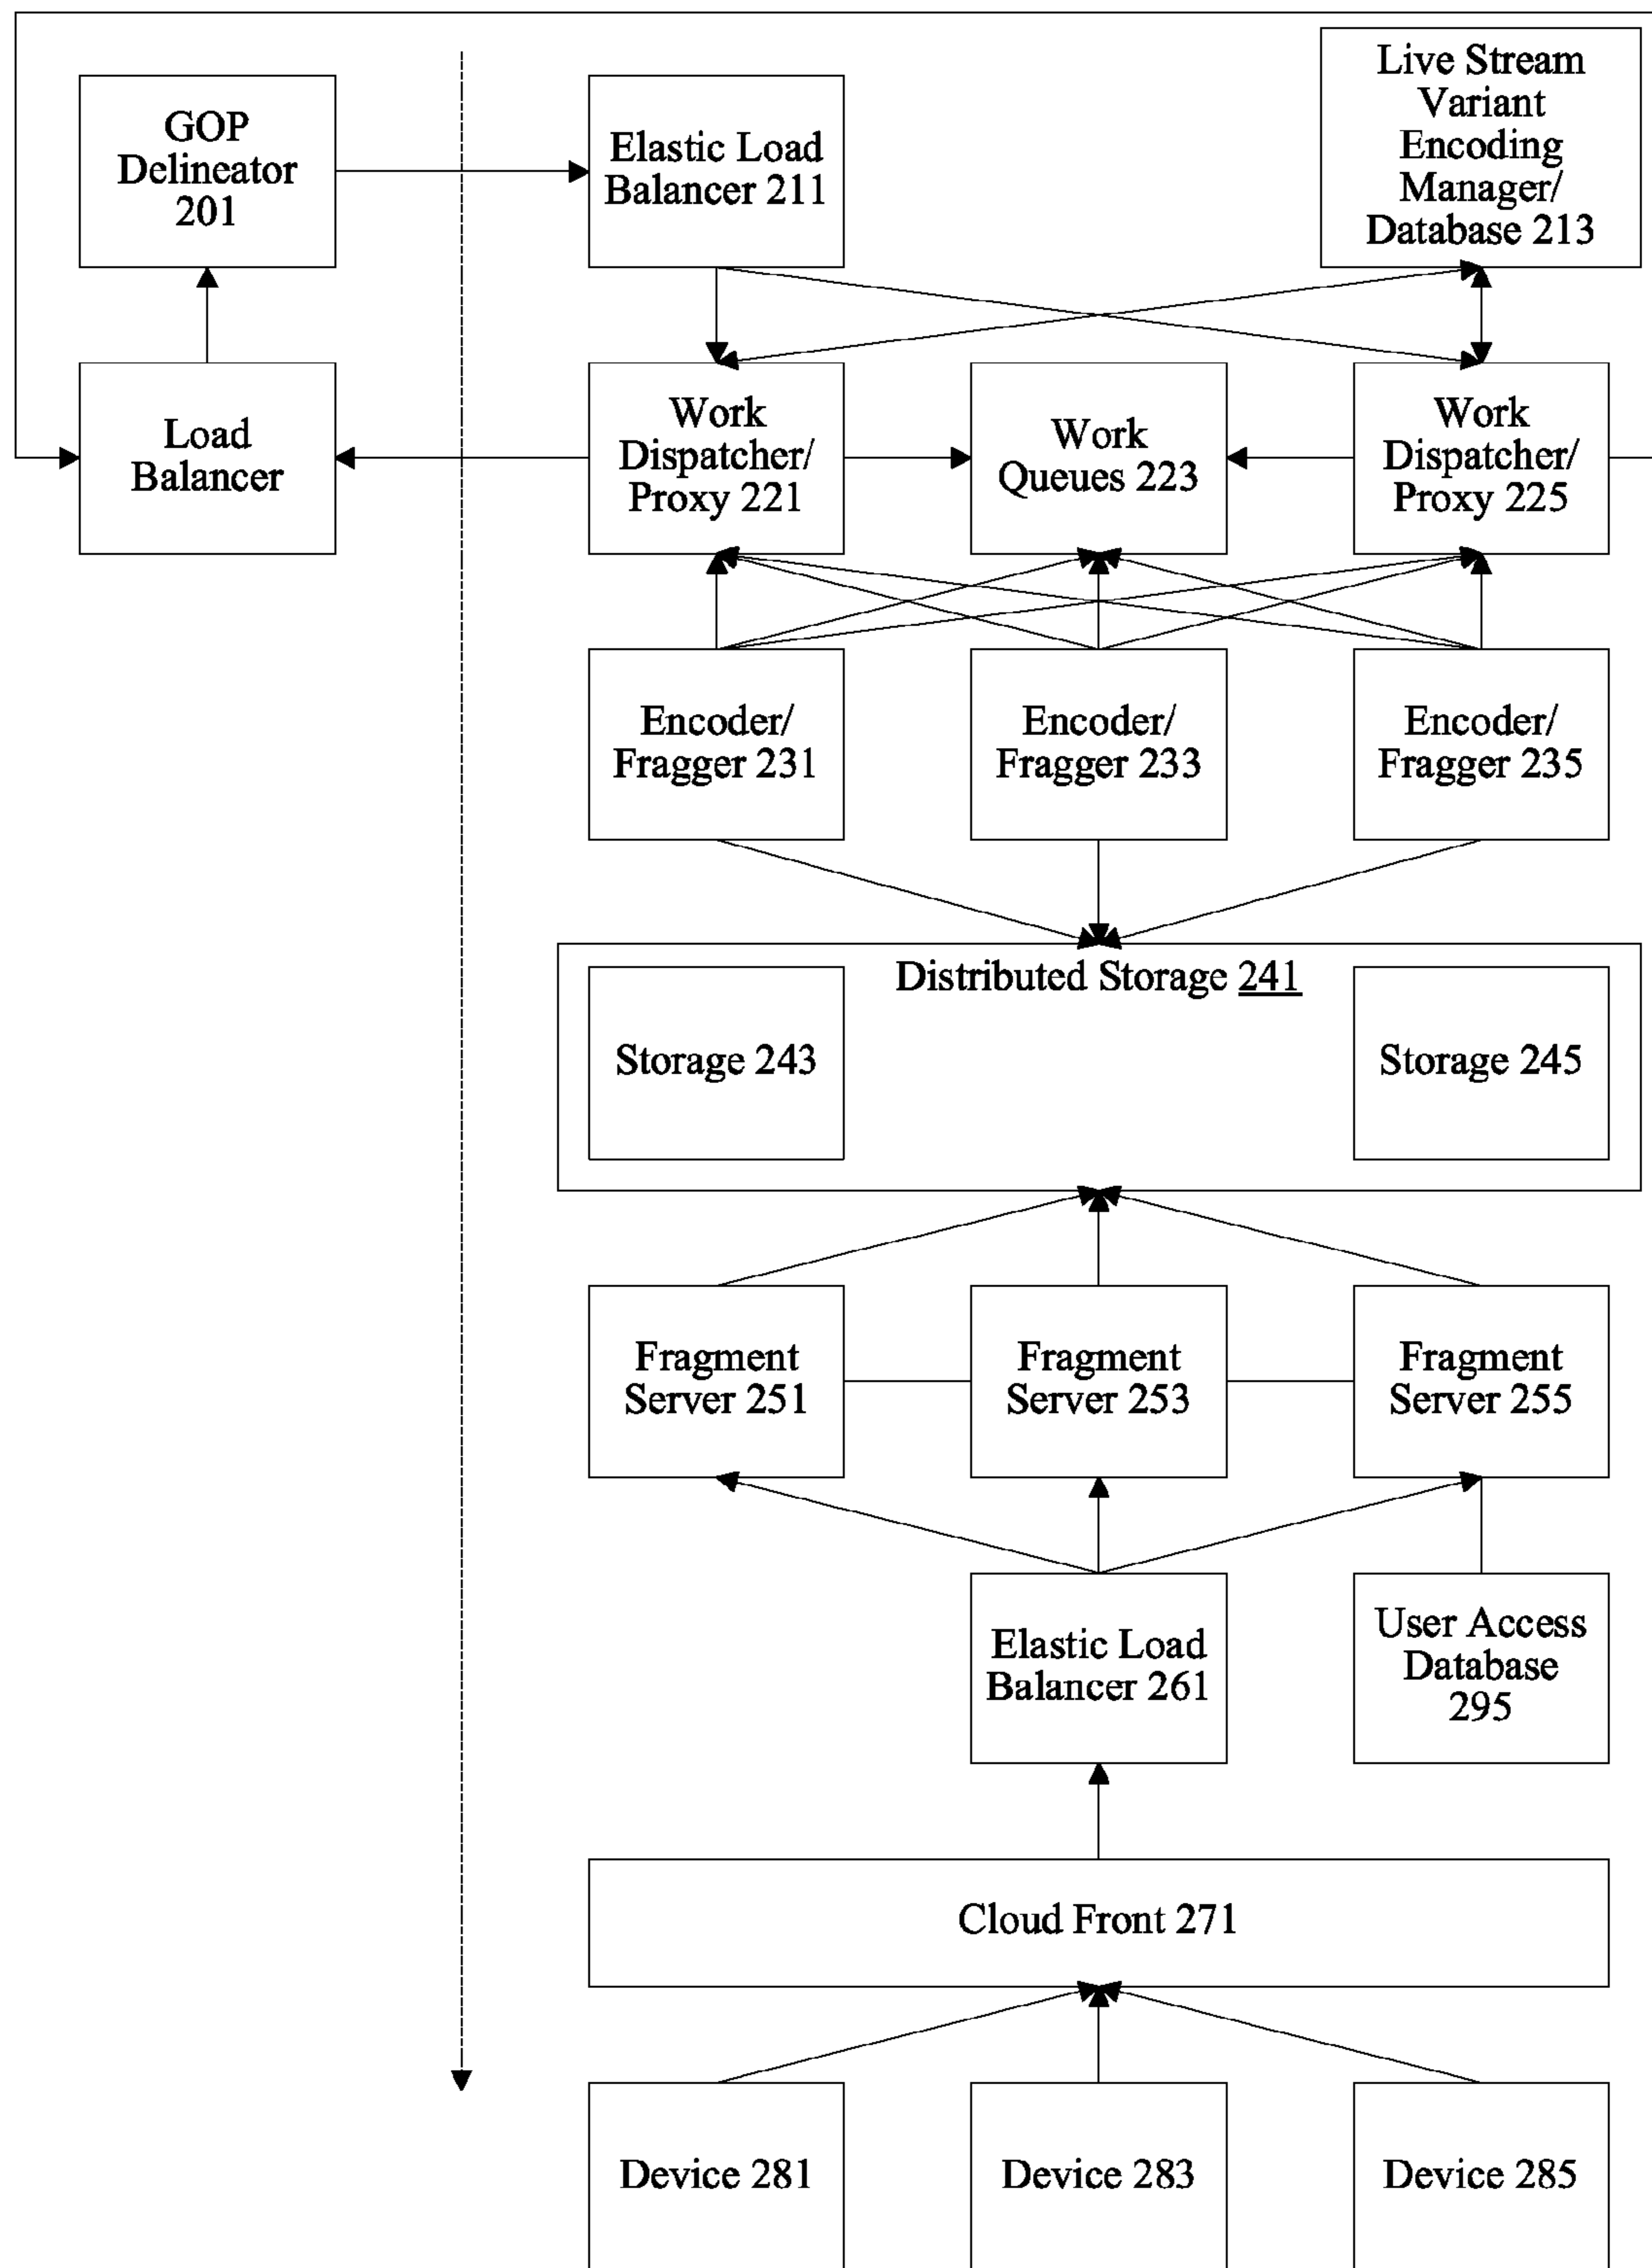 GOP
Delineator
201
Elastic Load
Balancer 211
Live Stream
Variant
Encoding
Manager/
Database 213
Load
Balancer
Work
Dispatcher/
Proxy 221
Work
Queues 223
Work
Dispatcher/
Proxy 225
Encoder/
Fragger 231
Encoder/
Fragger 233
Encoder/
Fragger 235
Distributed Storage 241
Storage 243
Storage 245
Fragment
Server 251
Fragment
Server 253
Fragment
Server 255
Elastic Load
Balancer 261
User Access
Database
295
Cloud Front 271
Device 281
Device 283
Device 285